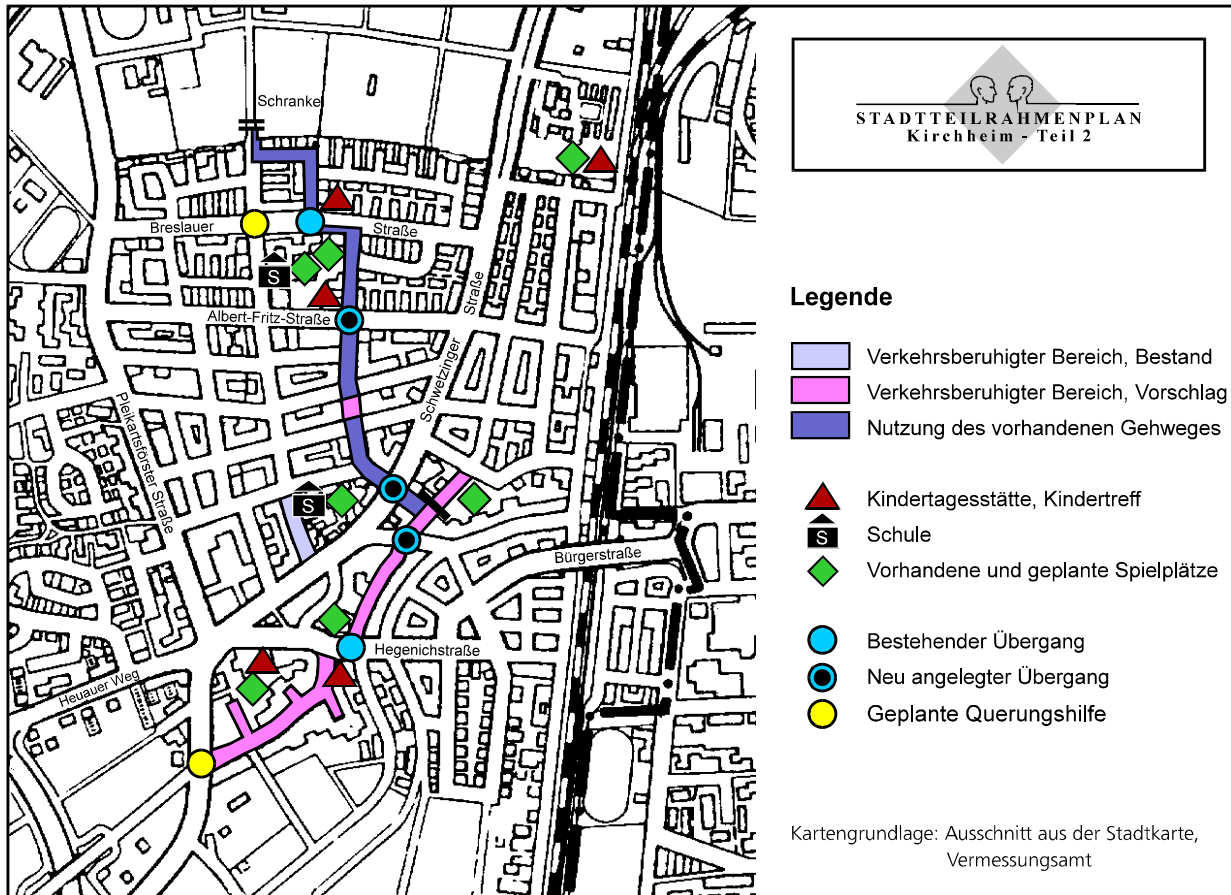 Schranke
Breslauer
Straße
S
Albert-Fritz-Straße
Schwetzinger
Straße
Pleikartsförster Straße
S
Bürgerstraße
Hegenichstraße
Heuauer Weg
STADTTEILRAHMENPLAN
Kirchheim - Teil 2
Legende
Verkehrsberuhigter Bereich, Bestand
Verkehrsberuhigter Bereich, Vorschlag
Nutzung des vorhandenen Gehweges
Kindertagesstätte, Kindertreff
S
Schule
Vorhandene und geplante Spielplätze
Bestehender Übergang
Neu angelegter Übergang
Geplante Querungshilfe
Kartengrundlage: Ausschnitt aus der Stadtkarte,
Vermessungsamt